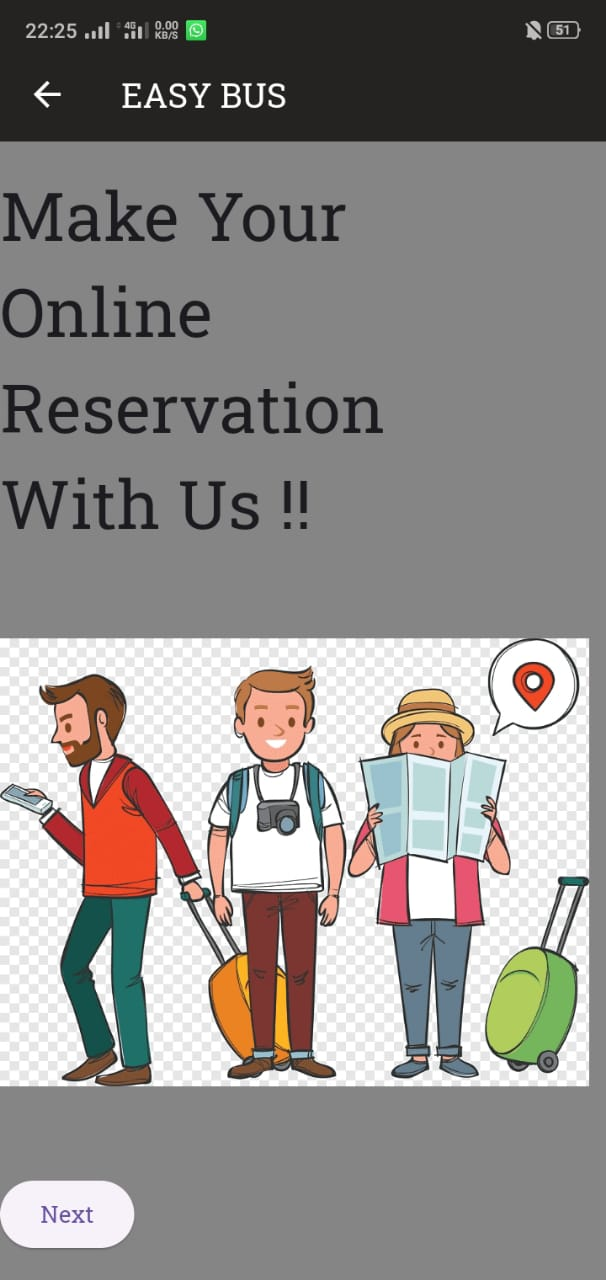 22:25 4G 0.00 KB/S 51
EASY BUS
Make Your
Online
Reservation
With Us !!
Next